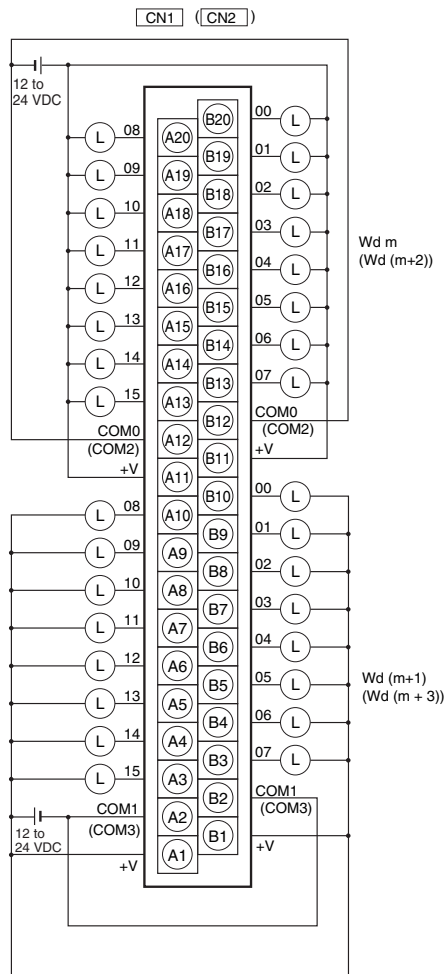 CN1 (CN2)
12 to
24 VDC
08
L
A20
B20
00
L
09
L
A19
B19
01
L
10
L
A18
B18
02
L
11
L
A17
B17
03
L
12
L
A16
B16
04
L
13
L
A15
B15
05
L
14
L
A14
B14
06
L
15
L
A13
B13
07
L
Wd m
(Wd (m+2))
COM0
(COM2)
A12
B12
COM0
(COM2)
+V
A11
B11
+V
08
L
A10
B10
00
L
09
L
A9
B9
01
L
10
L
A8
B8
02
L
11
L
A7
B7
03
L
12
L
A6
B6
04
L
13
L
A5
B5
05
L
14
L
A4
B4
06
L
15
L
A3
B3
07
L
Wd (m+1)
(Wd (m + 3))
COM1
(COM3)
A2
B2
COM1
(COM3)
12 to
24 VDC
+V
A1
B1
+V